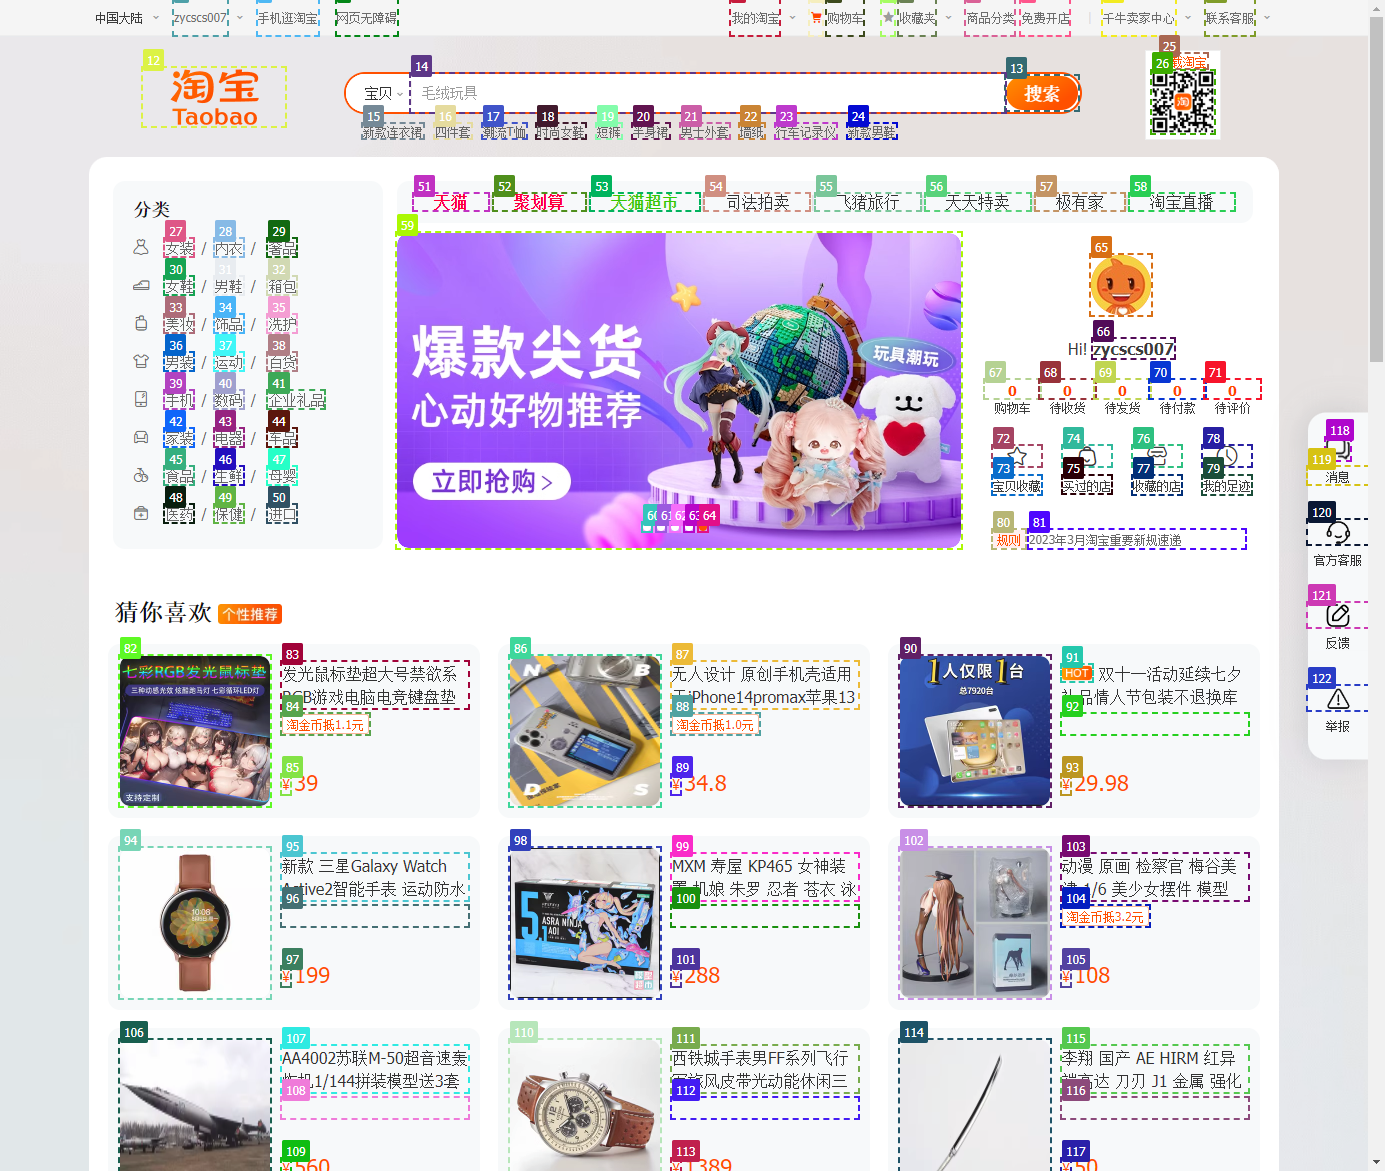 中国大陆 zycscs007 手机逛淘宝 网页无障碍 我的淘宝 购物车 收藏夹 商品分类 免费开店 千牛卖家中心 联系客服
12 13 14 25 26
淘宝
Taobao
宝贝 毛绒玩具 搜索
15 16 17 18 19 20 21 22 23 24
新款连衣裙 四件套 潮流T恤 时尚女鞋 短裤 半身裙 男士外套 墙纸 行车记录仪 新款男鞋
51 52 53 54 55 56 57 58
天猫 聚划算 天猫超市 司法拍卖 飞猪旅行 天天特卖 极有家 淘宝直播
分类
27 28 29
女装 / 内衣 / 奢品
30 31 32
女鞋 / 男鞋 / 箱包
33 34 35
美妆 / 饰品 / 洗护
36 37 38
男装 / 运动 / 百货
39 40 41
手机 / 数码 / 企业礼品
42 43 44
家装 / 电器 / 车品
45 46 47
食品 / 生鲜 / 母婴
48 49 50
医药 / 保健 / 进口
59
爆款尖货
心动好物推荐
立即抢购 >
玩具潮玩
64
65
66
Hi! zycscs007
67 68 69 70 71
0 0 0 0 0
购物车 待收货 待发货 待付款 待评价
72 74 76 78
73 75 77 79
宝贝收藏 买过的店 收藏的店 我的足迹
80 81
规则 2023年3月淘宝重要新规速递
118
119
消息
120
官方客服
121
反馈
122
举报
猜你喜欢 个性推荐
82 83
七彩RGB发光鼠标垫
三种动感光效 炫酷跑马灯 七彩循环LED灯
支持定制
发光鼠标垫超大号禁欲系
RGB游戏电脑电竞键盘垫
84
淘金币抵1.1元
85
¥39
86 87
N B
D S
无人设计 原创手机壳适用
于iPhone14promax苹果13
88
淘金币抵1.0元
89
¥34.8
90 91
1人仅限1台
总7920台
HOT 双十一活动延续七夕
礼品情人节包装不退换库
92
93
¥29.98
94 95
新款 三星Galaxy Watch
Active2智能手表 运动防水
96
97
¥199
98 99
ASRA NINJA
MXM 寿屋 KP465 女神装
置 机娘 朱罗 忍者 苍衣 泳
100
101
¥288
102 103
动漫 原画 检察官 梅谷美
津 1/6 美少女摆件 模型
104
淘金币抵3.2元
105
¥108
106 107
AA4002苏联M-50超音速轰
炸机1/144拼装模型送3套
108
109
¥560
110 111
西铁城手表男FF系列飞行
军旅风皮带光动能休闲三
112
113
¥1389
114 115
李翔 国产 AE HIRM 红异
端高达 刀刃 J1 金属 强化
116
117
¥50